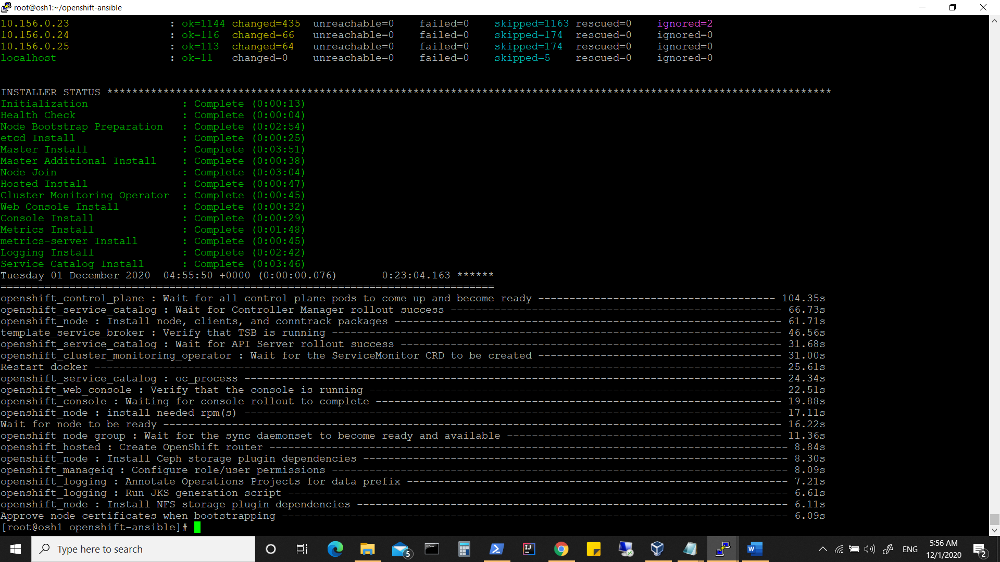 root@osh1:~/openshift-ansible
10.156.0.23 : ok=1144 changed=435 unreachable=0 failed=0 skipped=1163 rescued=0 ignored=2
10.156.0.24 : ok=116 changed=66 unreachable=0 failed=0 skipped=174 rescued=0 ignored=0
10.156.0.25 : ok=113 changed=64 unreachable=0 failed=0 skipped=174 rescued=0 ignored=0
localhost : ok=11 changed=0 unreachable=0 failed=0 skipped=5 rescued=0 ignored=0
INSTALLER STATUS ********************************************************************************************************************
Initialization : Complete (0:00:13)
Health Check : Complete (0:00:04)
Node Bootstrap Preparation : Complete (0:02:54)
etcd Install : Complete (0:00:25)
Master Install : Complete (0:03:51)
Master Additional Install : Complete (0:00:38)
Node Join : Complete (0:03:04)
Hosted Install : Complete (0:00:47)
Cluster Monitoring Operator : Complete (0:00:45)
Web Console Install : Complete (0:00:32)
Console Install : Complete (0:00:29)
Metrics Install : Complete (0:01:48)
metrics-server Install : Complete (0:00:45)
Logging Install : Complete (0:02:42)
Service Catalog Install : Complete (0:03:46)
Tuesday 01 December 2020 04:55:50 +0000 (0:00:00.076) 0:23:04.163 ******
===============================================================================
openshift_control_plane : Wait for all control plane pods to come up and become ready -------------------------------------- 104.35s
openshift_service_catalog : Wait for Controller Manager rollout success ----------------------------------------------------- 66.73s
openshift_node : Install node, clients, and conntrack packages -------------------------------------------------------------- 61.71s
template_service_broker : Verify that TSB is running ------------------------------------------------------------------------ 46.56s
openshift_service_catalog : Wait for API Server rollout success ------------------------------------------------------------- 31.68s
openshift_cluster_monitoring_operator : Wait for the ServiceMonitor CRD to be created --------------------------------------- 31.00s
Restart docker -------------------------------------------------------------------------------------------------------------- 25.61s
openshift_service_catalog : oc_process -------------------------------------------------------------------------------------- 24.34s
openshift_web_console : Verify that the console is running ------------------------------------------------------------------ 22.51s
openshift_console : Waiting for console rollout to complete ----------------------------------------------------------------- 19.88s
openshift_node : install needed rpm(s) -------------------------------------------------------------------------------------- 17.11s
Wait for node to be ready --------------------------------------------------------------------------------------------------- 16.22s
openshift_node_group : Wait for the sync daemonset to become ready and available -------------------------------------------- 11.36s
openshift_hosted : Create OpenShift router ----------------------------------------------------------------------------------- 8.84s
openshift_node : Install Ceph storage plugin dependencies -------------------------------------------------------------------- 8.30s
openshift_manageiq : Configure role/user permissions ------------------------------------------------------------------------- 8.09s
openshift_logging : Annotate Operations Projects for data prefix ------------------------------------------------------------- 7.21s
openshift_logging : Run JKS generation script -------------------------------------------------------------------------------- 6.61s
openshift_node : Install NFS storage plugin dependencies --------------------------------------------------------------------- 6.11s
Approve node certificates when bootstrapping --------------------------------------------------------------------------------- 6.09s
[root@osh1 openshift-ansible]#
Type here to search
5
IJ
W
ENG
5:56 AM
12/1/2020
2